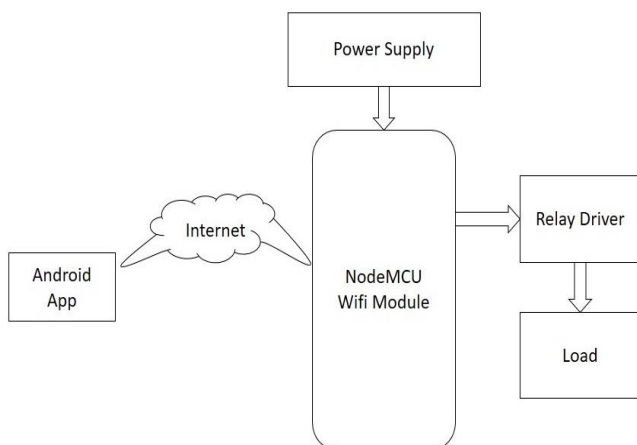 Power Supply
Internet
Relay Driver
Android
App
NodeMCU
Wifi Module
Load